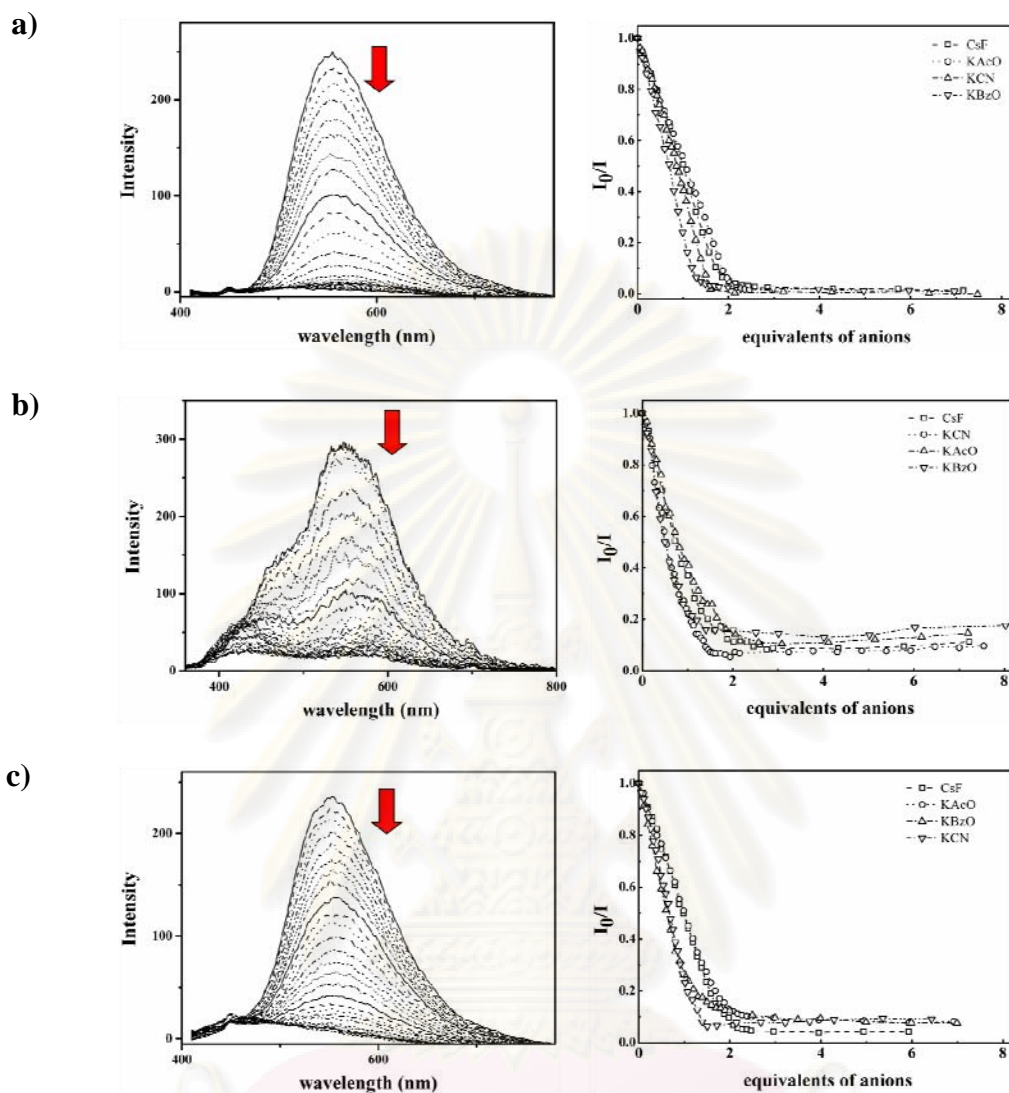 a)
Intensity
200
100
0
400
600
wavelength (nm)
I0/I
1.0
0.8
0.6
0.4
0.2
0.0
0
2
4
6
8
equivalents of anions
CsF
KAcO
KCN
KBzO
b)
Intensity
300
200
100
0
400
600
800
wavelength (nm)
I0/I
1.0
0.8
0.6
0.4
0.2
0.0
0
2
4
6
8
equivalents of anions
CsF
KCN
KAcO
KBzO
c)
Intensity
200
100
0
400
600
wavelength (nm)
I0/I
1.0
0.8
0.6
0.4
0.2
0.0
0
2
4
6
8
equivalents of anions
CsF
KAcO
KBzO
KCN